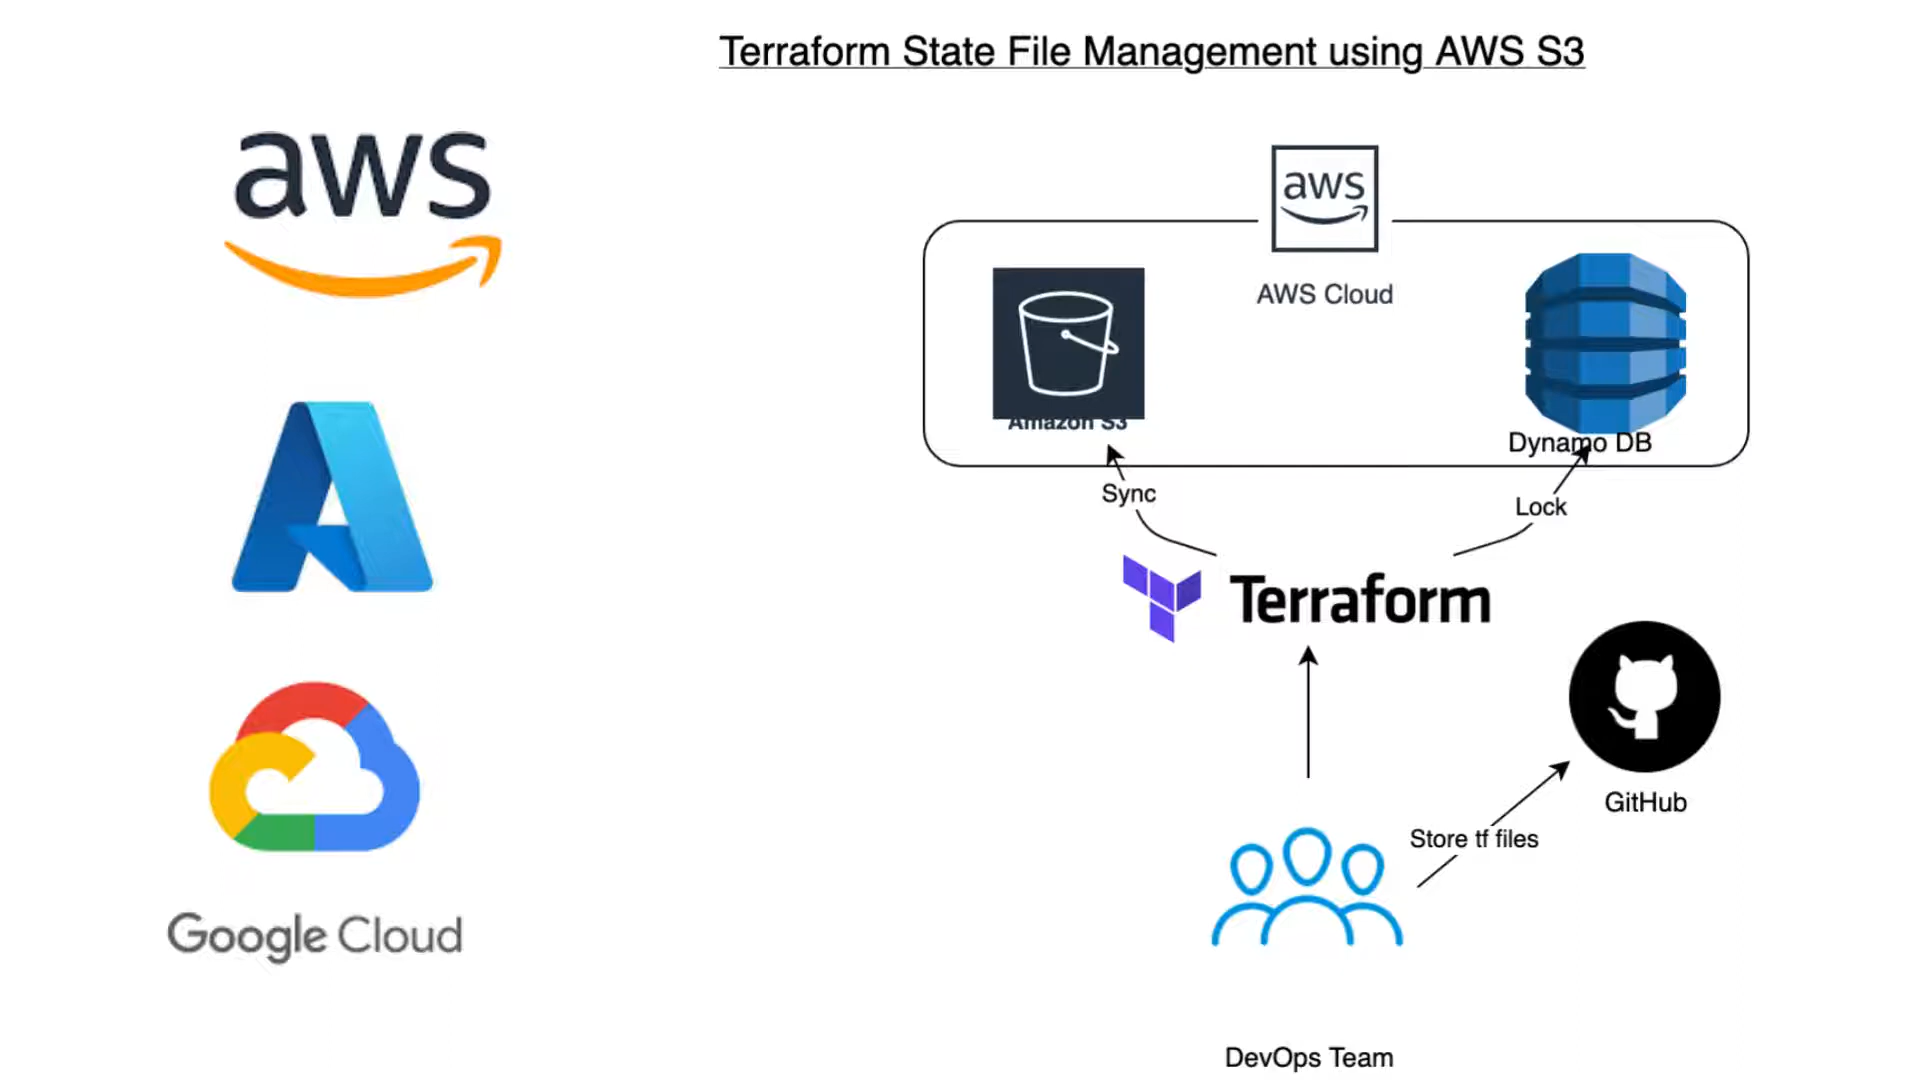 Terraform State File Management using AWS S3
aws
aws
AWS Cloud
Amazon S3
Dynamo DB
Sync
Lock
Terraform
GitHub
Store tf files
Google Cloud
DevOps Team